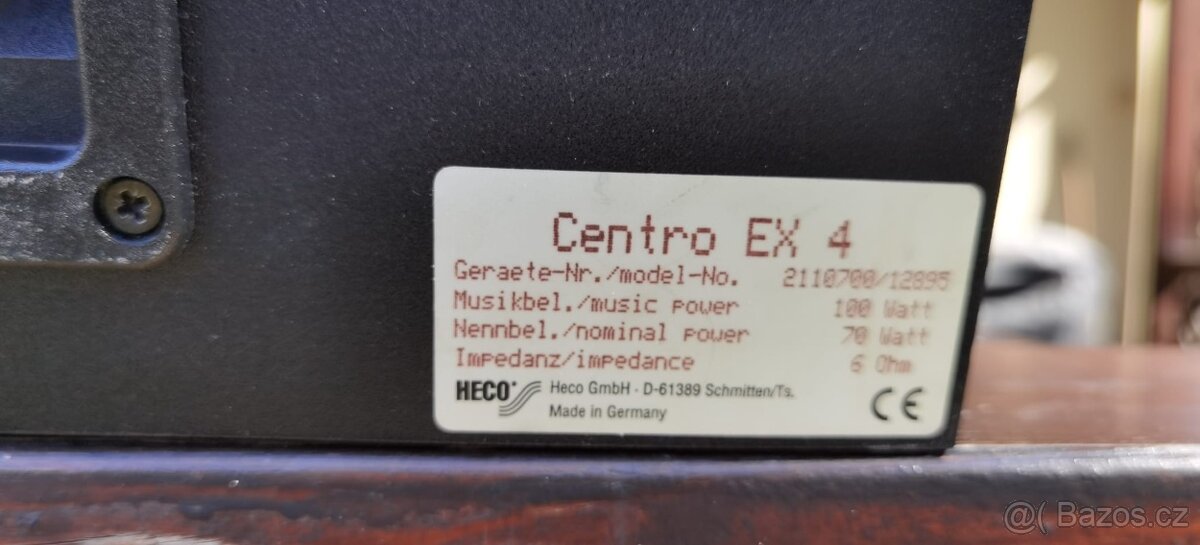 Centro EX 4
Geraete-Nr./model-No. 2110700/12895
Musikbel./music power 100 Watt
Nennbel./nominal power 70 Watt
Impedanz/impedance 6 Ohm
HECO Heco GmbH · D-61389 Schmitten/Ts.
Made in Germany CE
@( Bazos.cz